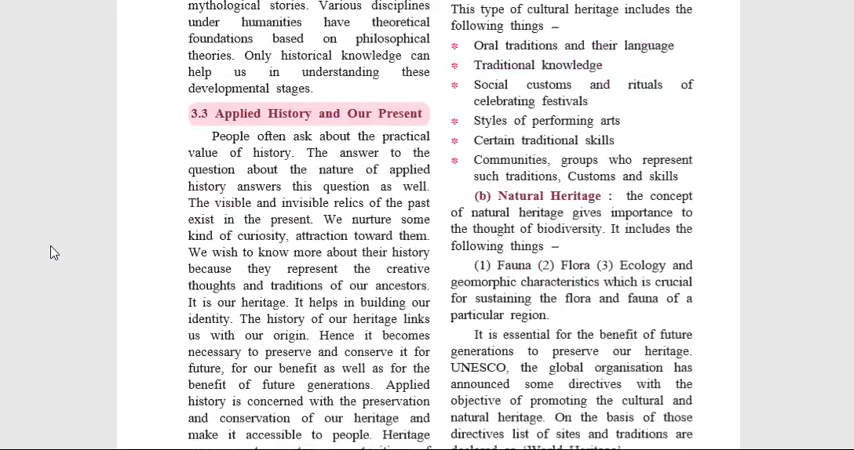 mythological stories. Various disciplines
under humanities have theoretical
foundations based on philosophical
theories. Only historical knowledge can
help us in understanding these
developmental stages.
3.3 Applied History and Our Present
People often ask about the practical
value of history. The answer to the
question about the nature of applied
history answers this question as well.
The visible and invisible relics of the past
exist in the present. We nurture some
kind of curiosity, attraction toward them.
We wish to know more about their history
because they represent the creative
thoughts and traditions of our ancestors.
It is our heritage. It helps in building our
identity. The history of our heritage links
us with our origin. Hence it becomes
necessary to preserve and conserve it for
future, for our benefit as well as for the
benefit of future generations. Applied
history is concerned with the preservation
and conservation of our heritage and
make it accessible to people. Heritage
This type of cultural heritage includes the
following things –
* Oral traditions and their language
* Traditional knowledge
* Social customs and rituals of
celebrating festivals
* Styles of performing arts
* Certain traditional skills
* Communities, groups who represent
such traditions, Customs and skills
(b) Natural Heritage : the concept
of natural heritage gives importance to
the thought of biodiversity. It includes the
following things –
(1) Fauna (2) Flora (3) Ecology and
geomorphic characteristics which is crucial
for sustaining the flora and fauna of a
particular region.
It is essential for the benefit of future
generations to preserve our heritage.
UNESCO, the global organisation has
announced some directives with the
objective of promoting the cultural and
natural heritage. On the basis of those
directives list of sites and traditions are